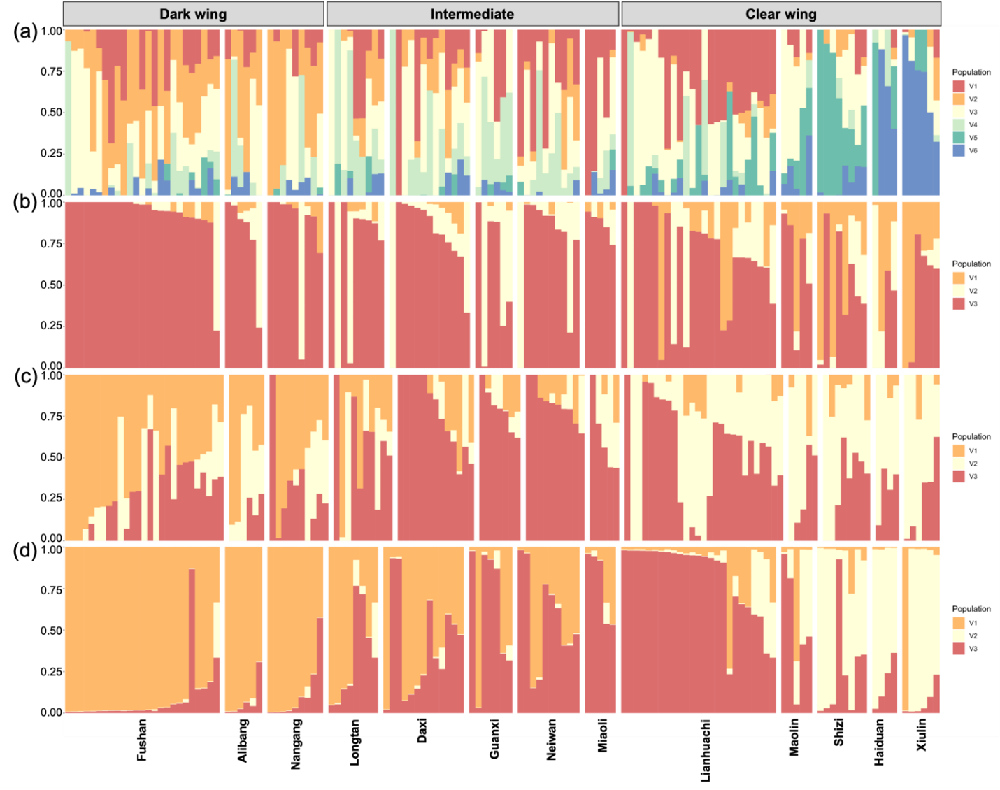 Dark wing
Intermediate
Clear wing
(a)
1.00
0.75
0.50
0.25
0.00
Population
V1
V2
V3
V4
V5
V6
(b)
1.00
0.75
0.50
0.25
0.00
Population
V1
V2
V3
(c)
1.00
0.75
0.50
0.25
0.00
Population
V1
V2
V3
(d)
1.00
0.75
0.50
0.25
0.00
Population
V1
V2
V3
Fushan
Alibang
Nangang
Longtan
Daxi
Guanxi
Neiwan
Miaoli
Lianhuachi
Maolin
Shizi
Haiduan
Xiulin